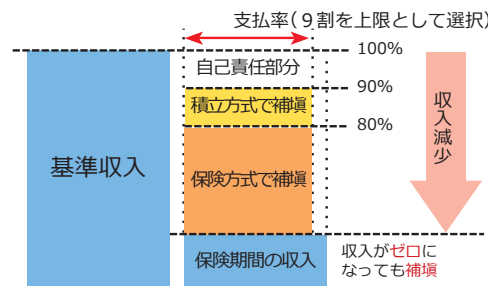 支払率(９割を上限として選択)
100%
自己責任部分
90%
積立方式で補塡
80%
基準収入
保険方式で補塡
収入減少
保険期間の収入
収入がゼロに
なっても補塡